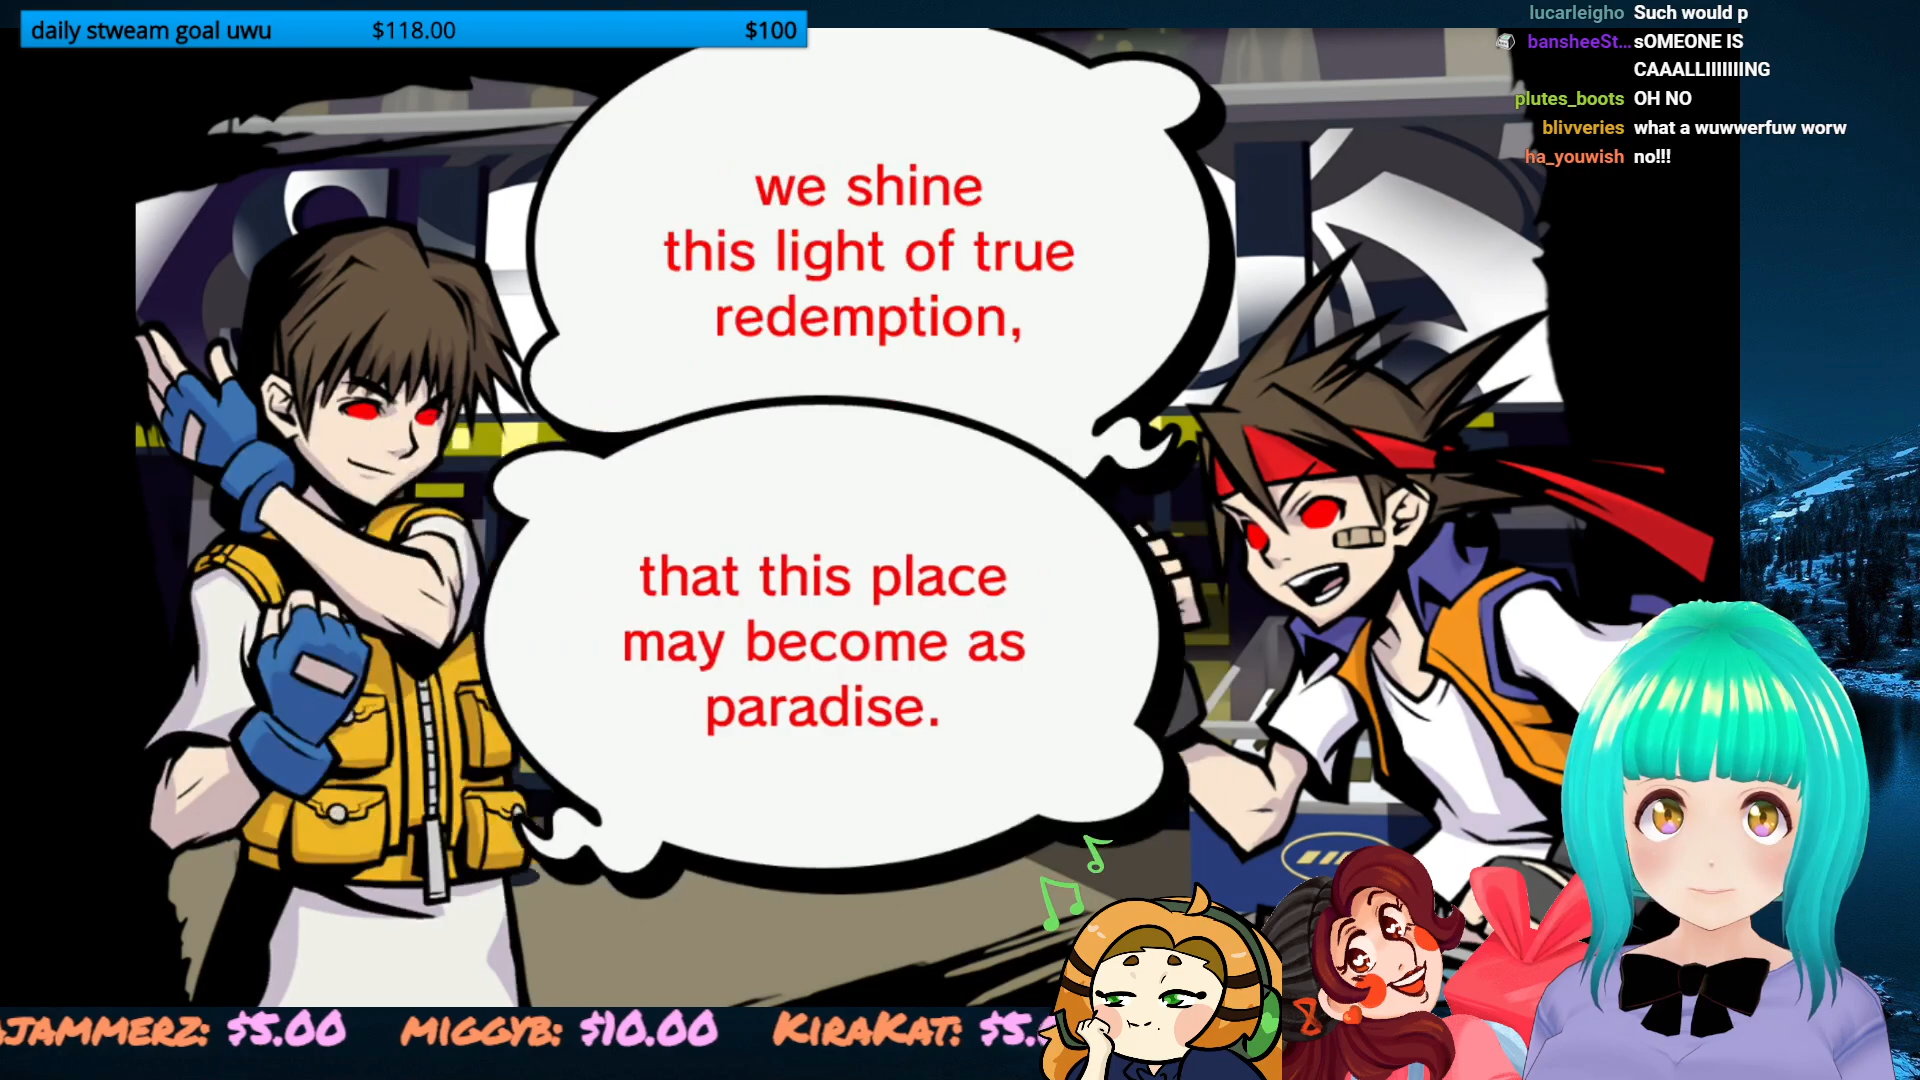 daily stweam goal uwu $118.00 $100
lucarleigho Such would p
bansheeSt... sOMEONE IS
CAAALLIIIIIIING
plutes_boots OH NO
blivveries what a wuwwerfuw worw
ha_youwish no!!!
we shine
this light of true
redemption,
that this place
may become as
paradise.
JAMMERZ: $5.00 MIGGYB: $10.00 KIRAKAT: $5.